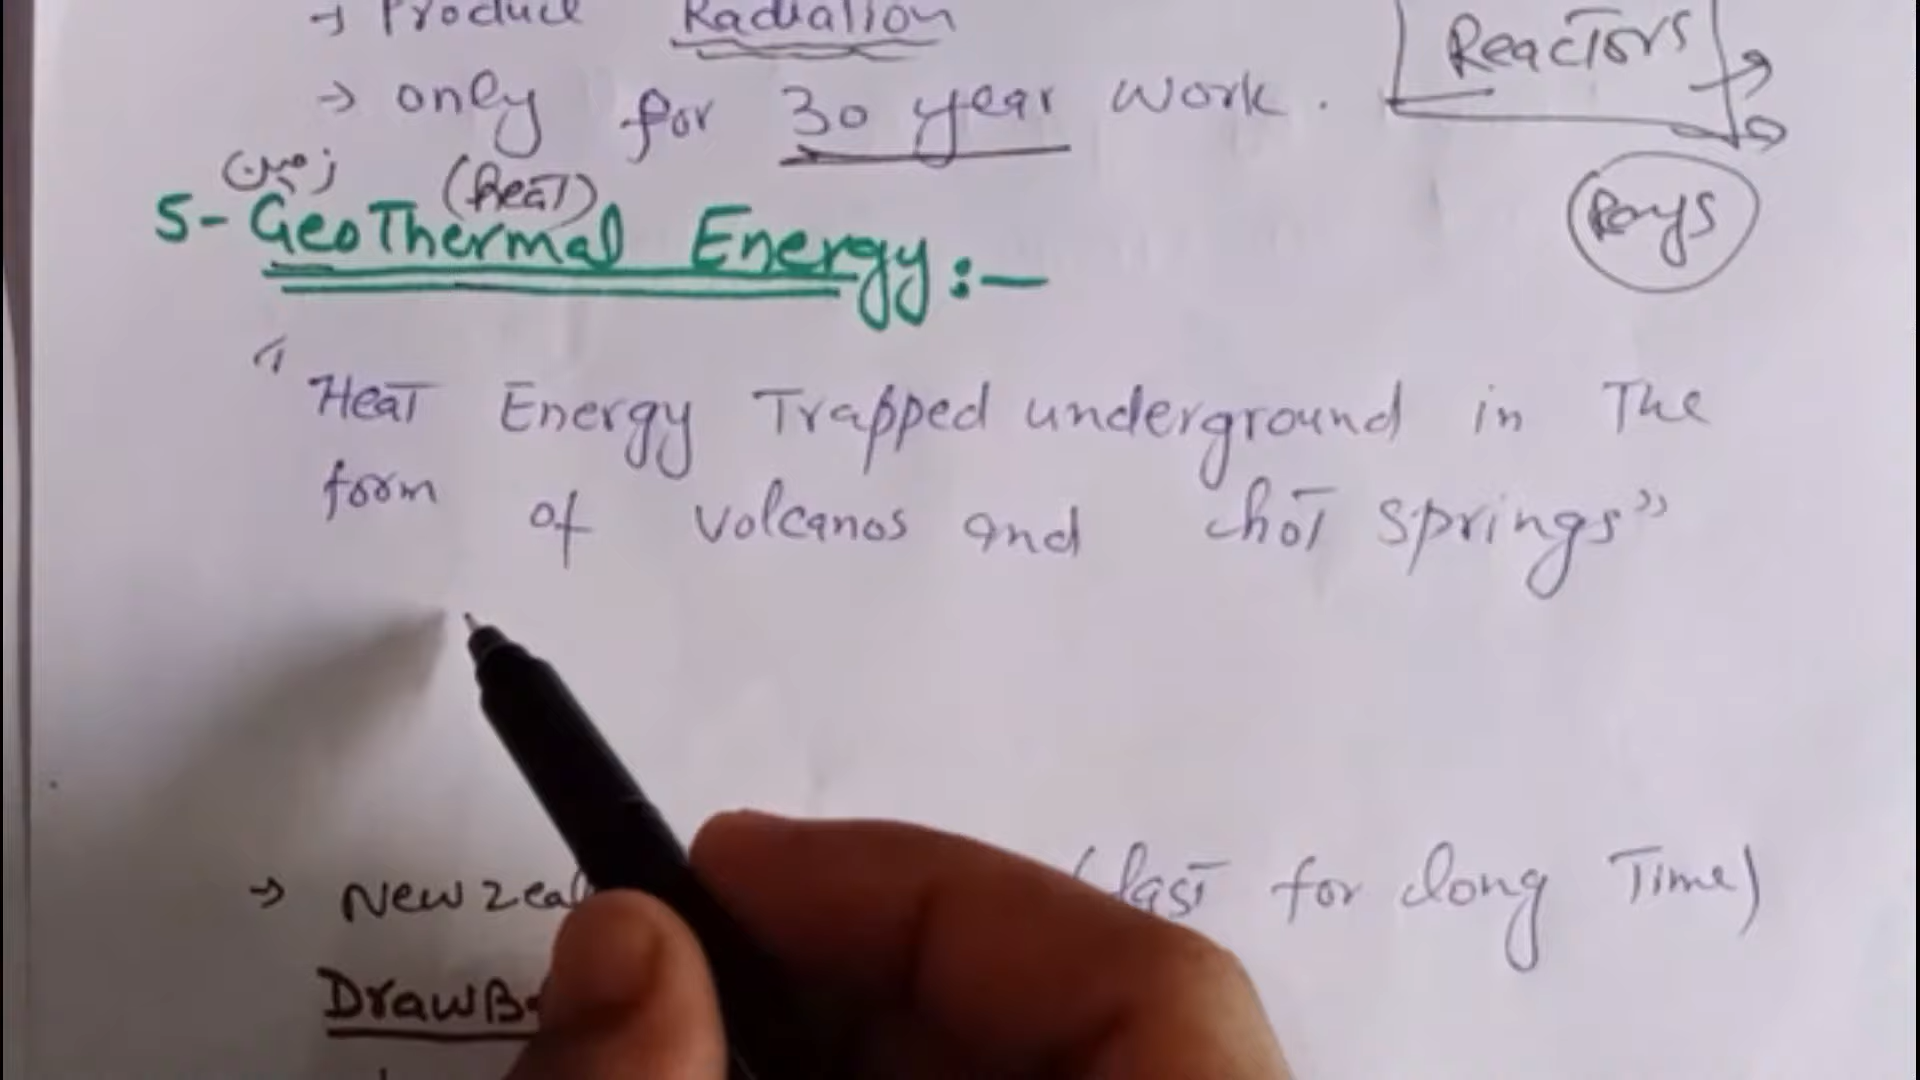 → Produce Radiation
→ only for 30 year work.
Reactors
Rays
زمین (heat)
5- GeoThermal Energy:-
"Heat Energy Trapped underground in The
form of volcanos and hot springs"
→ New Zeal
(last for long Time)
DrawB